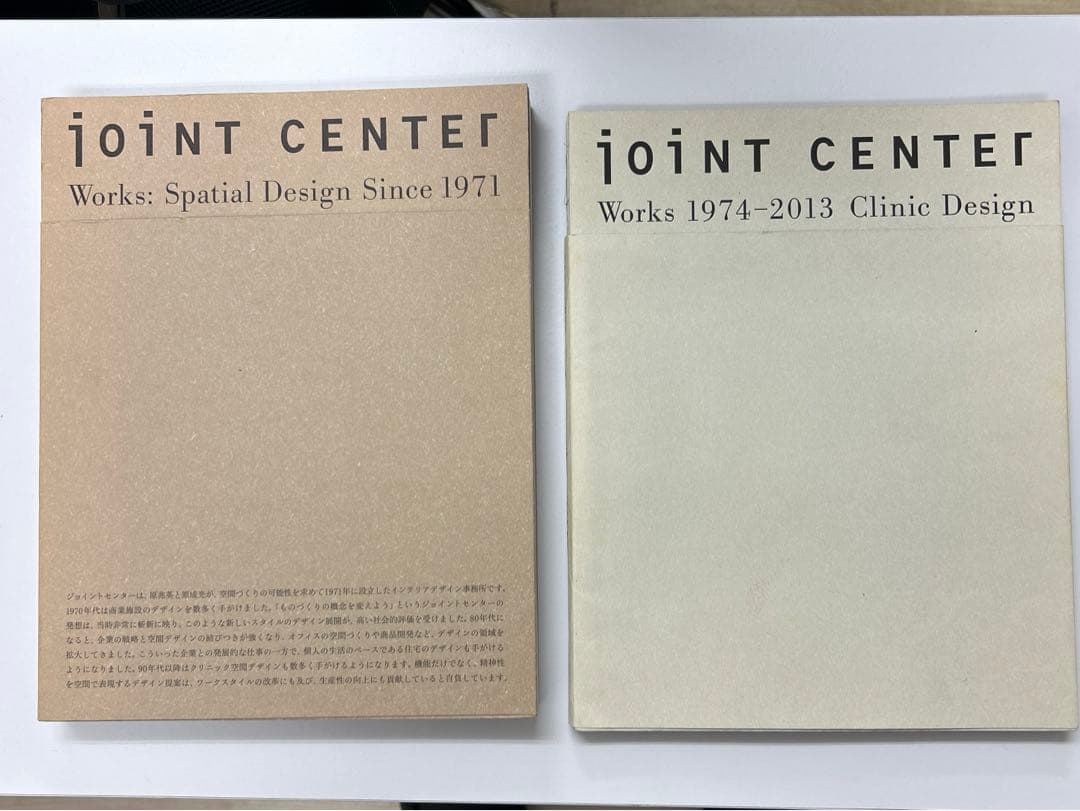 joiNT CENTEr
Works: Spatial Design Since 1971
ジョイントセンターは、原兆英と原成光が、空間づくりの可能性を求めて1971年に設立したインテリアデザイン事務所です。
1970年代は商業施設のデザインを数多く手がけました。「ものづくりの概念を変えよう」というジョイントセンターの
発想は、当時非常に斬新に映り、このような新しいスタイルのデザイン展開が、高い社会的評価を受けました。80年代に
なると、企業の戦略と空間デザインの結びつきが強くなり、オフィスの空間づくりや商品開発など、デザインの領域を
拡大してきました。こういった企業との発展的な仕事の一方で、個人の生活のベースである住宅のデザインも手がける
ようになりました。90年代以降はクリニック空間デザインも数多く手がけるようになります。機能だけでなく、精神性
を空間で表現するデザイン提案は、ワークスタイルの改革にも及び、生産性の向上にも貢献していると自負しています。
joiNT CENTEr
Works 1974–2013 Clinic Design